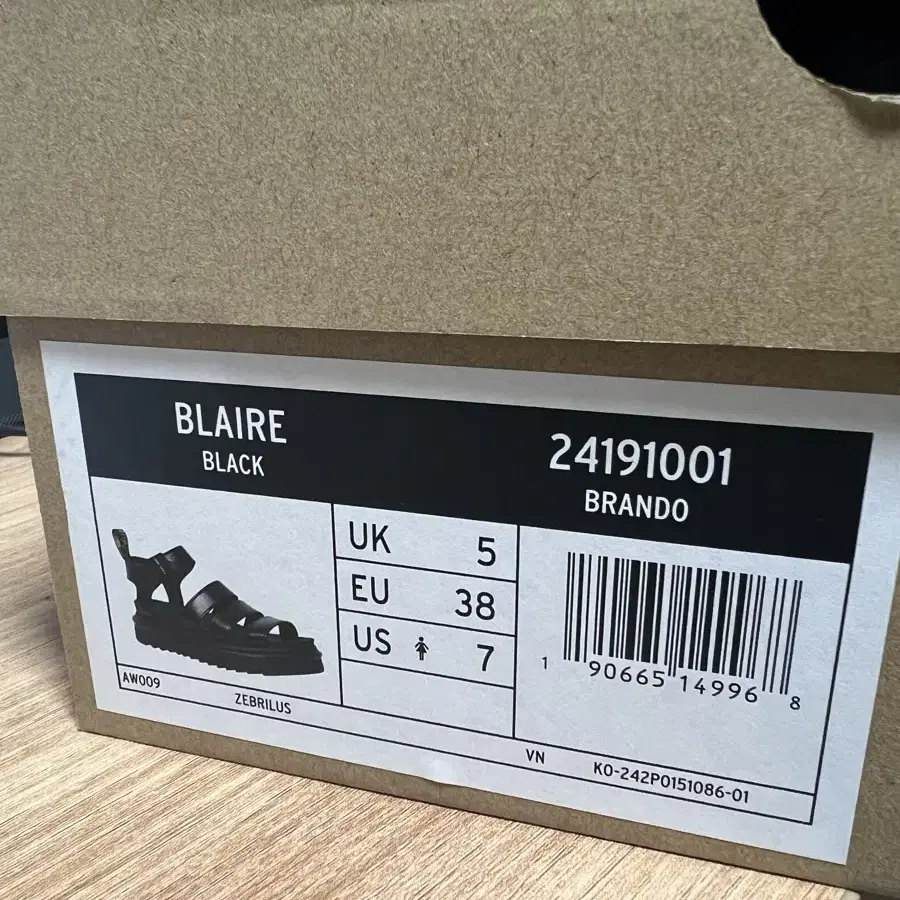 BLAIRE
BLACK
24191001
BRANDO
UK 5
EU 38
US 7
1 90665 14996 8
AW009
ZEBRILUS
VN
KO-242P0151086-01